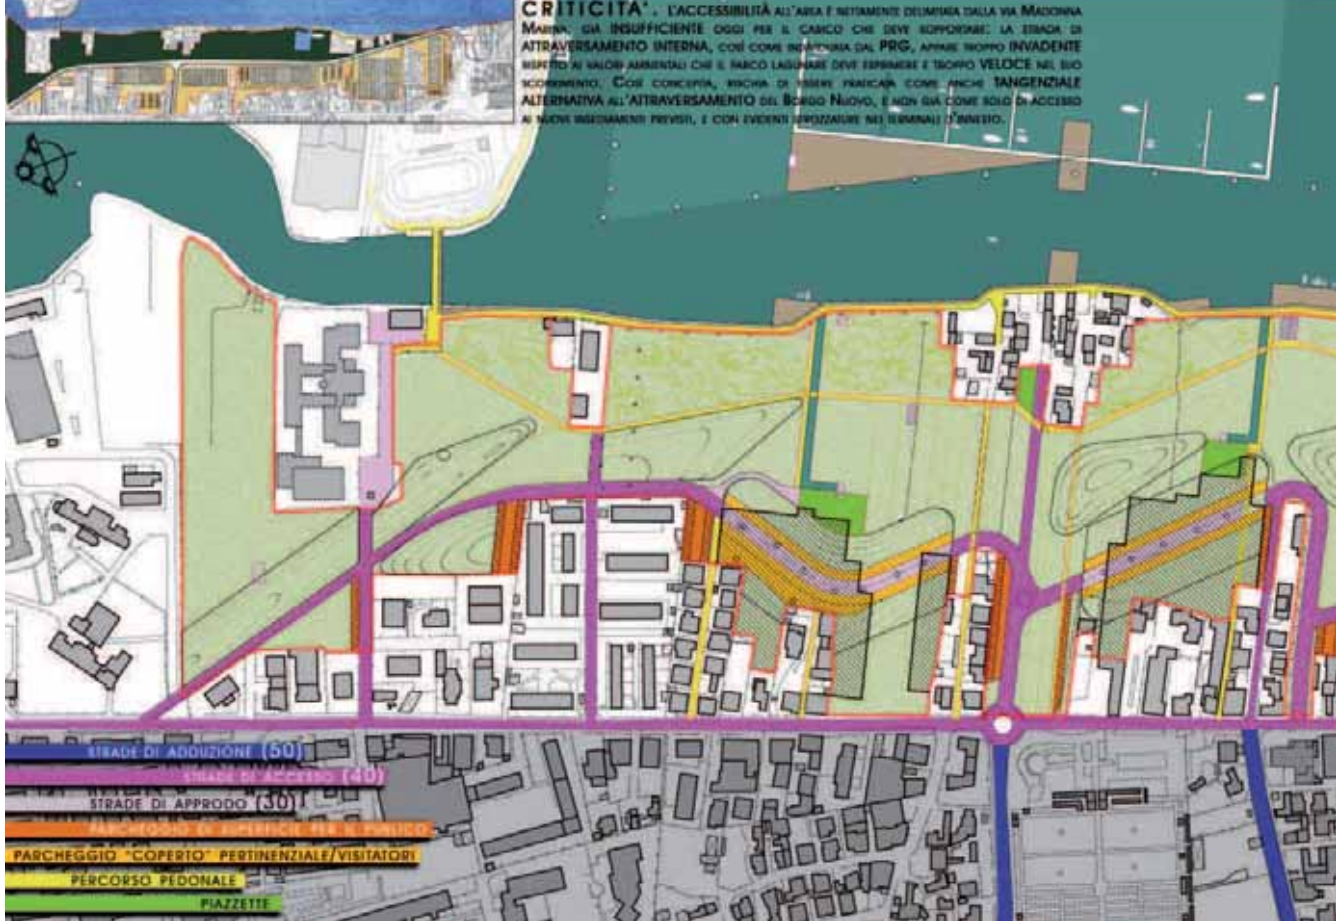 CRITICITA'. L'ACCESSIBILITÀ ALL'AREA È NETTAMENTE DELIMITATA DALLA VIA MADONNA
MARINA, GIÀ INSUFFICIENTE OGGI PER IL CARICO CHE DEVE SOPPORTARE: LA STRADA DI
ATTRAVERSAMENTO INTERNA, COSÌ COME INDIVIDUATA DAL PRG, APPARE TROPPO INVADENTE
RISPETTO AI VALORI AMBIENTALI CHE IL PARCO LAGUNARE DEVE ESPRIMERE E TROPPO VELOCE NEL SUO
SCORRIMENTO. COSÌ CONCEPITA, RISCHIA DI ESSERE PRATICATA COME ANCHE TANGENZIALE
ALTERNATIVA ALL'ATTRAVERSAMENTO DEL BORGO NUOVO, E NON GIÀ COME SOLO DI ACCESSO
AI NUOVI INSEDIAMENTI PREVISTI, E CON EVIDENTI STROZZATURE NEI TERMINALI D'INNESTO.
STRADE DI ADDUZIONE (50)
STRADE DI ACCESSO (40)
STRADE DI APPRODO (30)
PARCHEGGIO DI SUPERFICIE PER IL PUBLICO
PARCHEGGIO "COPERTO" PERTINENZIALE/VISITATORI
PERCORSO PEDONALE
PIAZZETTE